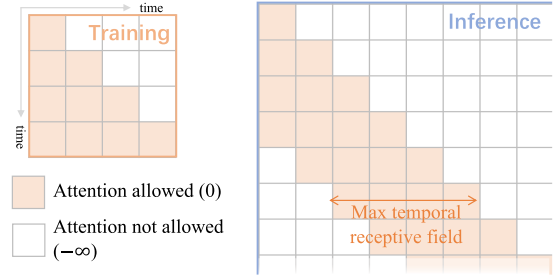 time
Training
time
Attention allowed (0)
Attention not allowed
(−∞)
Inference
Max temporal
receptive field